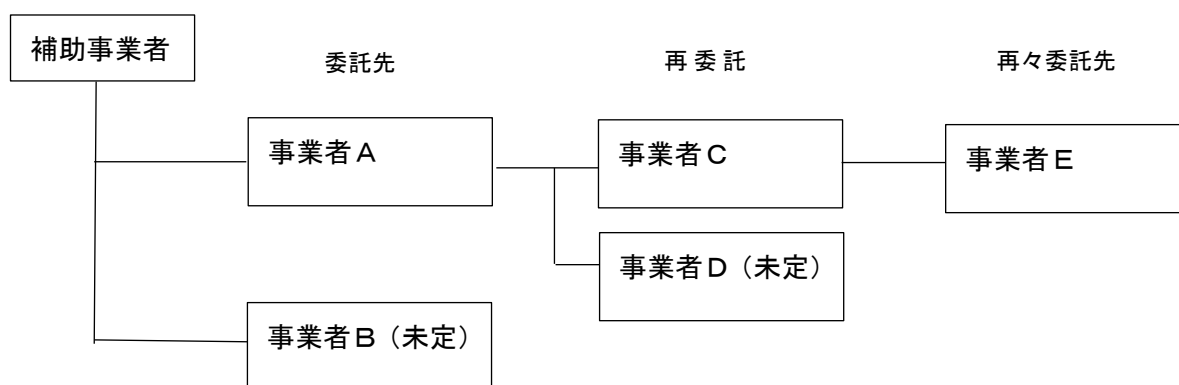 補助事業者
委託先
再委託
再々委託先
事業者A
事業者C
事業者E
事業者D（未定）
事業者B（未定）